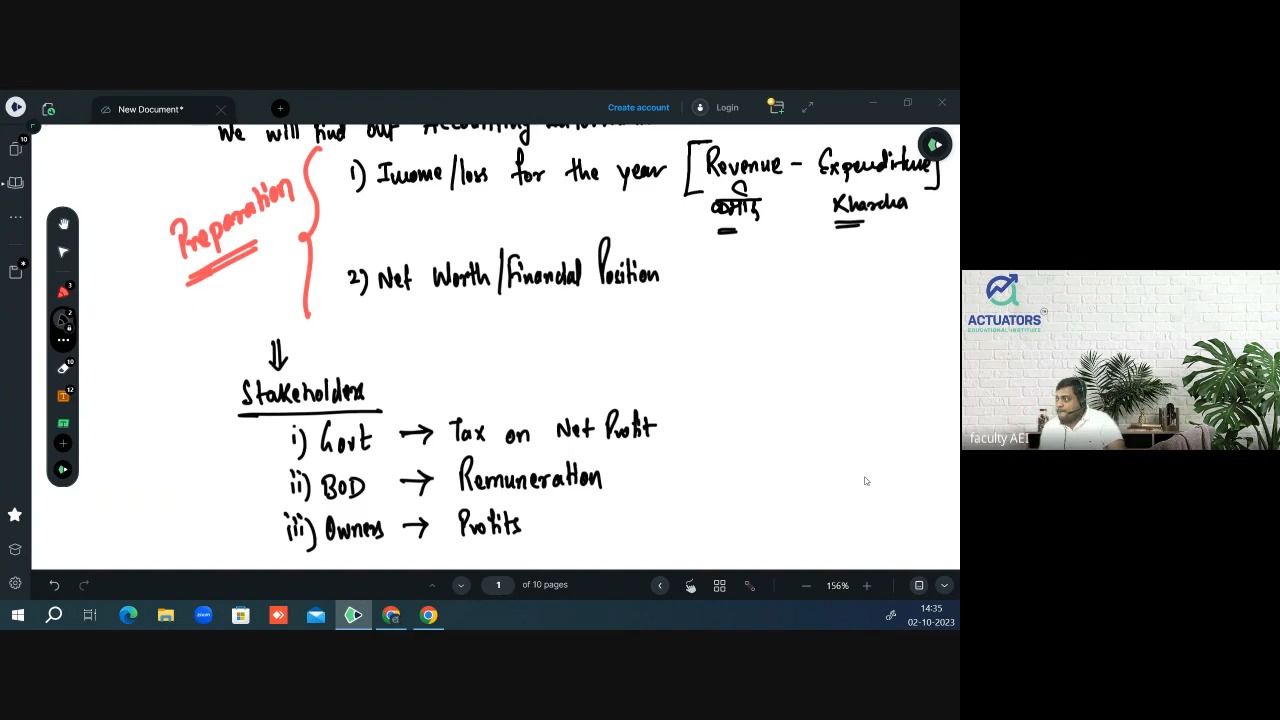 New Document*
Create account
Login
We will find out Accounting
Preparation
1) Income/loss for the year [Revenue - Expenditure]
कमाई
Kharcha
2) Net Worth/Financial Position
Stakeholders
i) Govt → Tax on Net Profit
ii) BOD → Remuneration
iii) Owners → Profits
ACTUATORS
EDUCATIONAL INSTITUTE
faculty AEI
1 of 10 pages
156%
zoom
14:35
02-10-2023